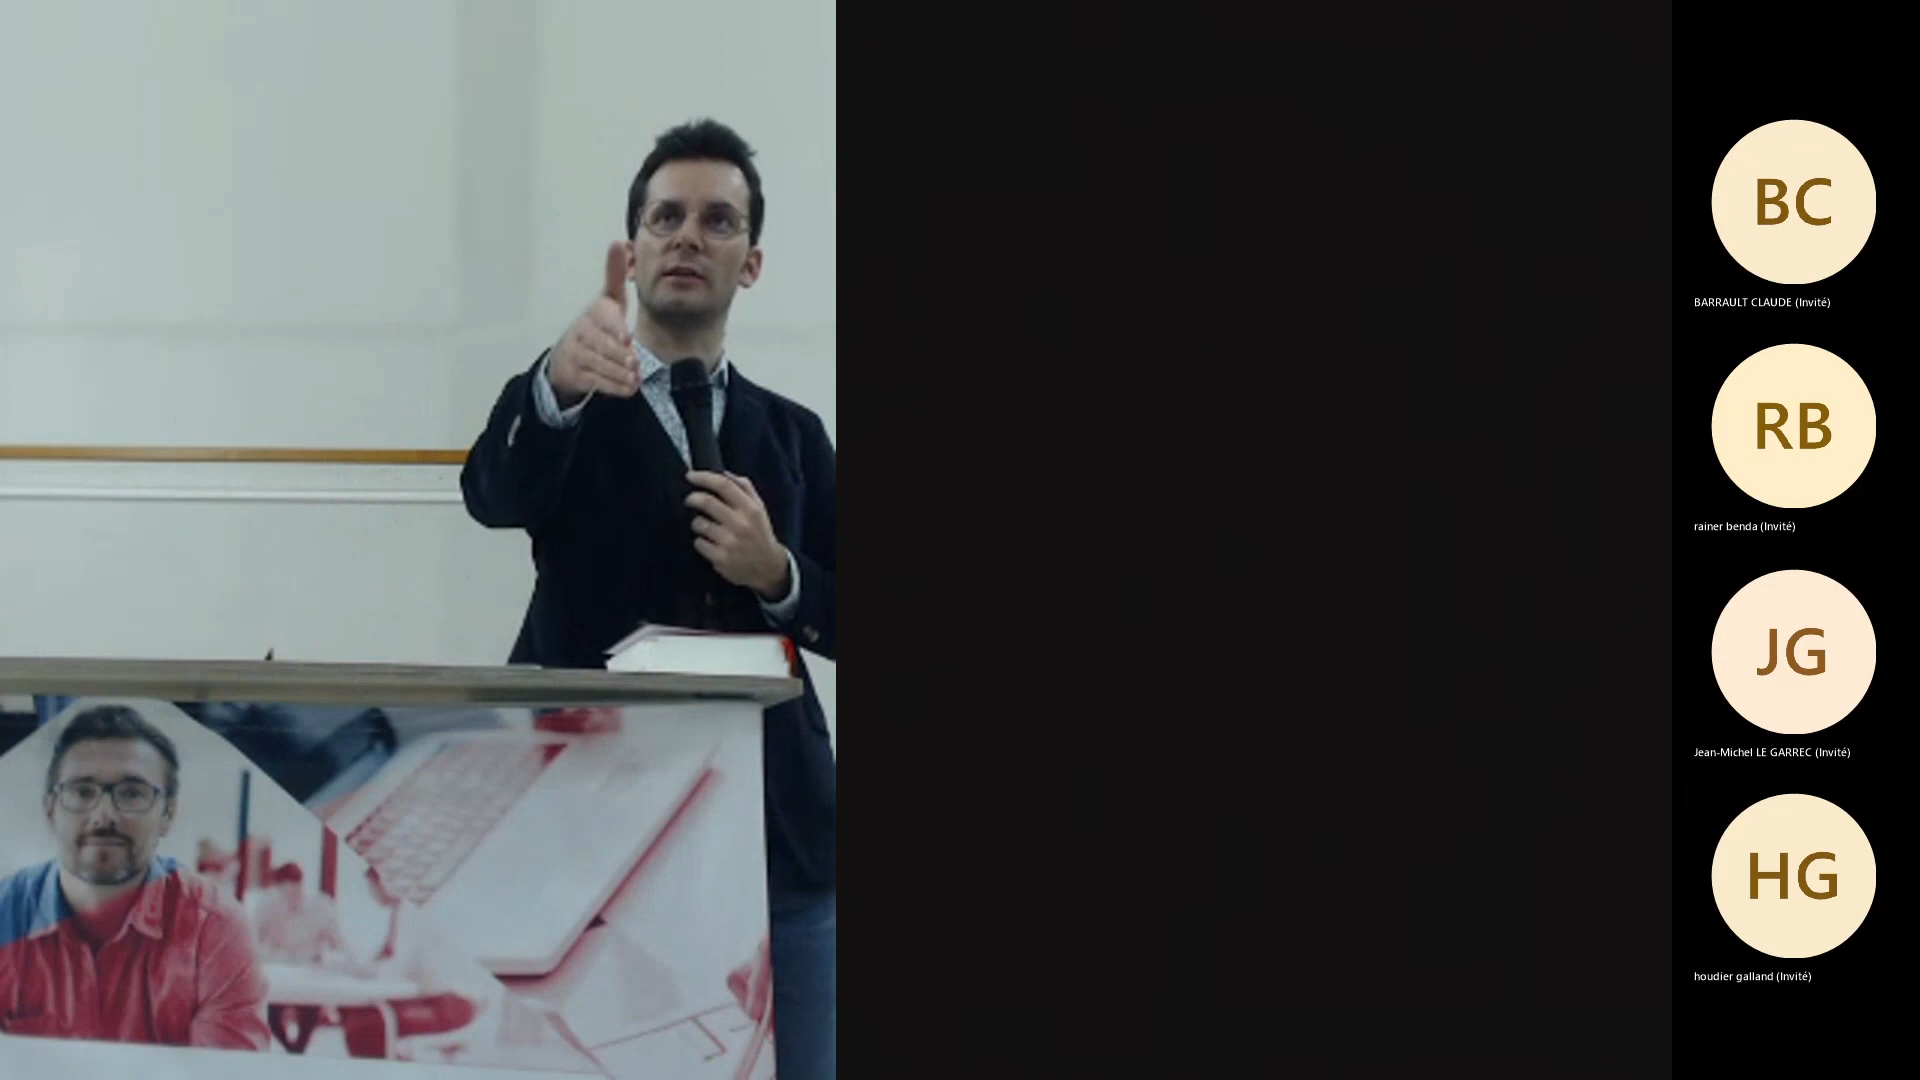 BC
BARRAULT CLAUDE (Invité)
RB
rainer benda (Invité)
JG
Jean-Michel LE GARREC (Invité)
HG
houdier galland (Invité)